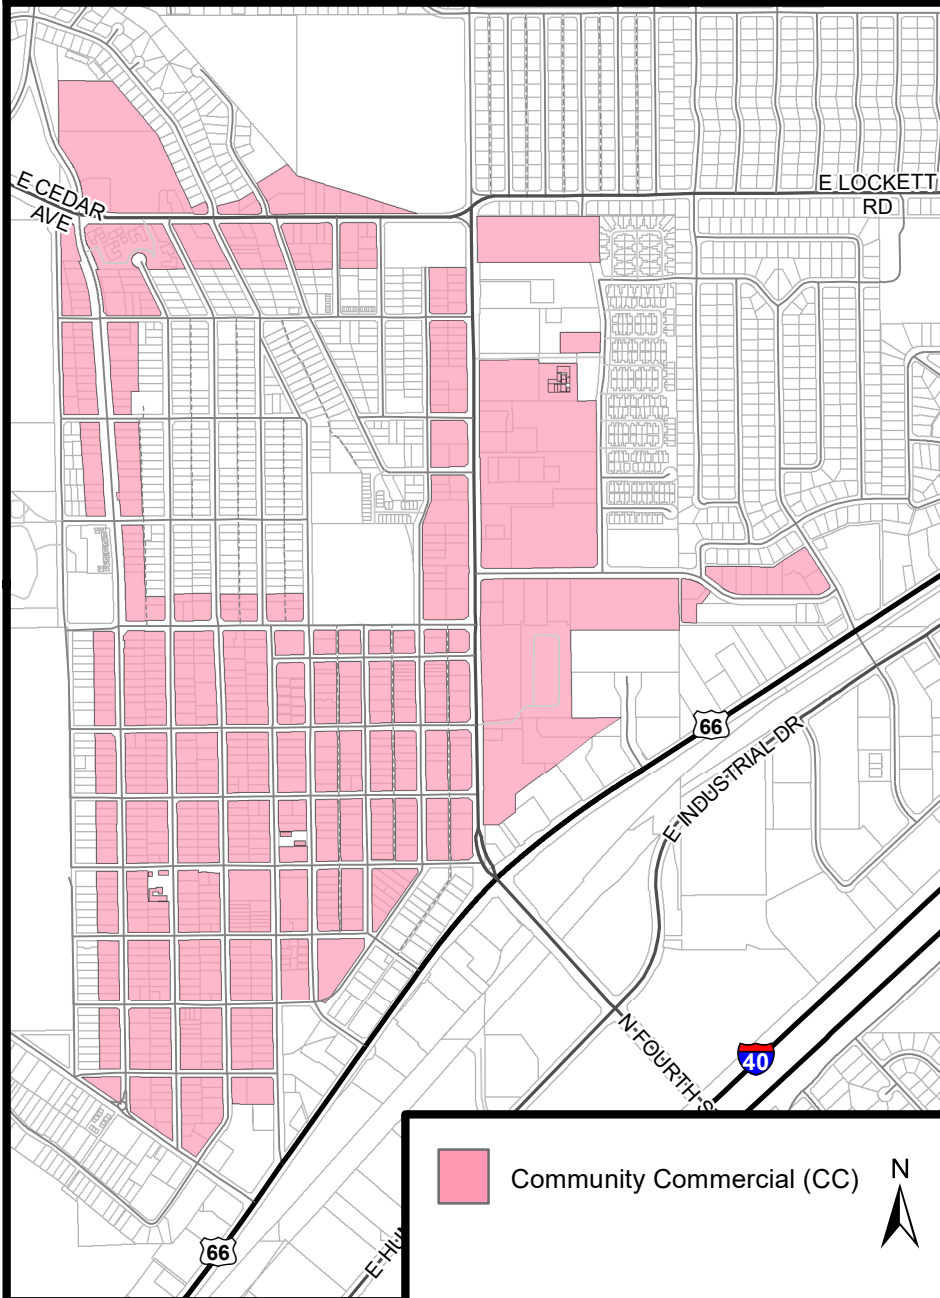 E CEDAR
AVE
E LOCKETT
RD
66
E INDUSTRIAL DR
N FOURTH S
40
Community Commercial (CC)
N
66